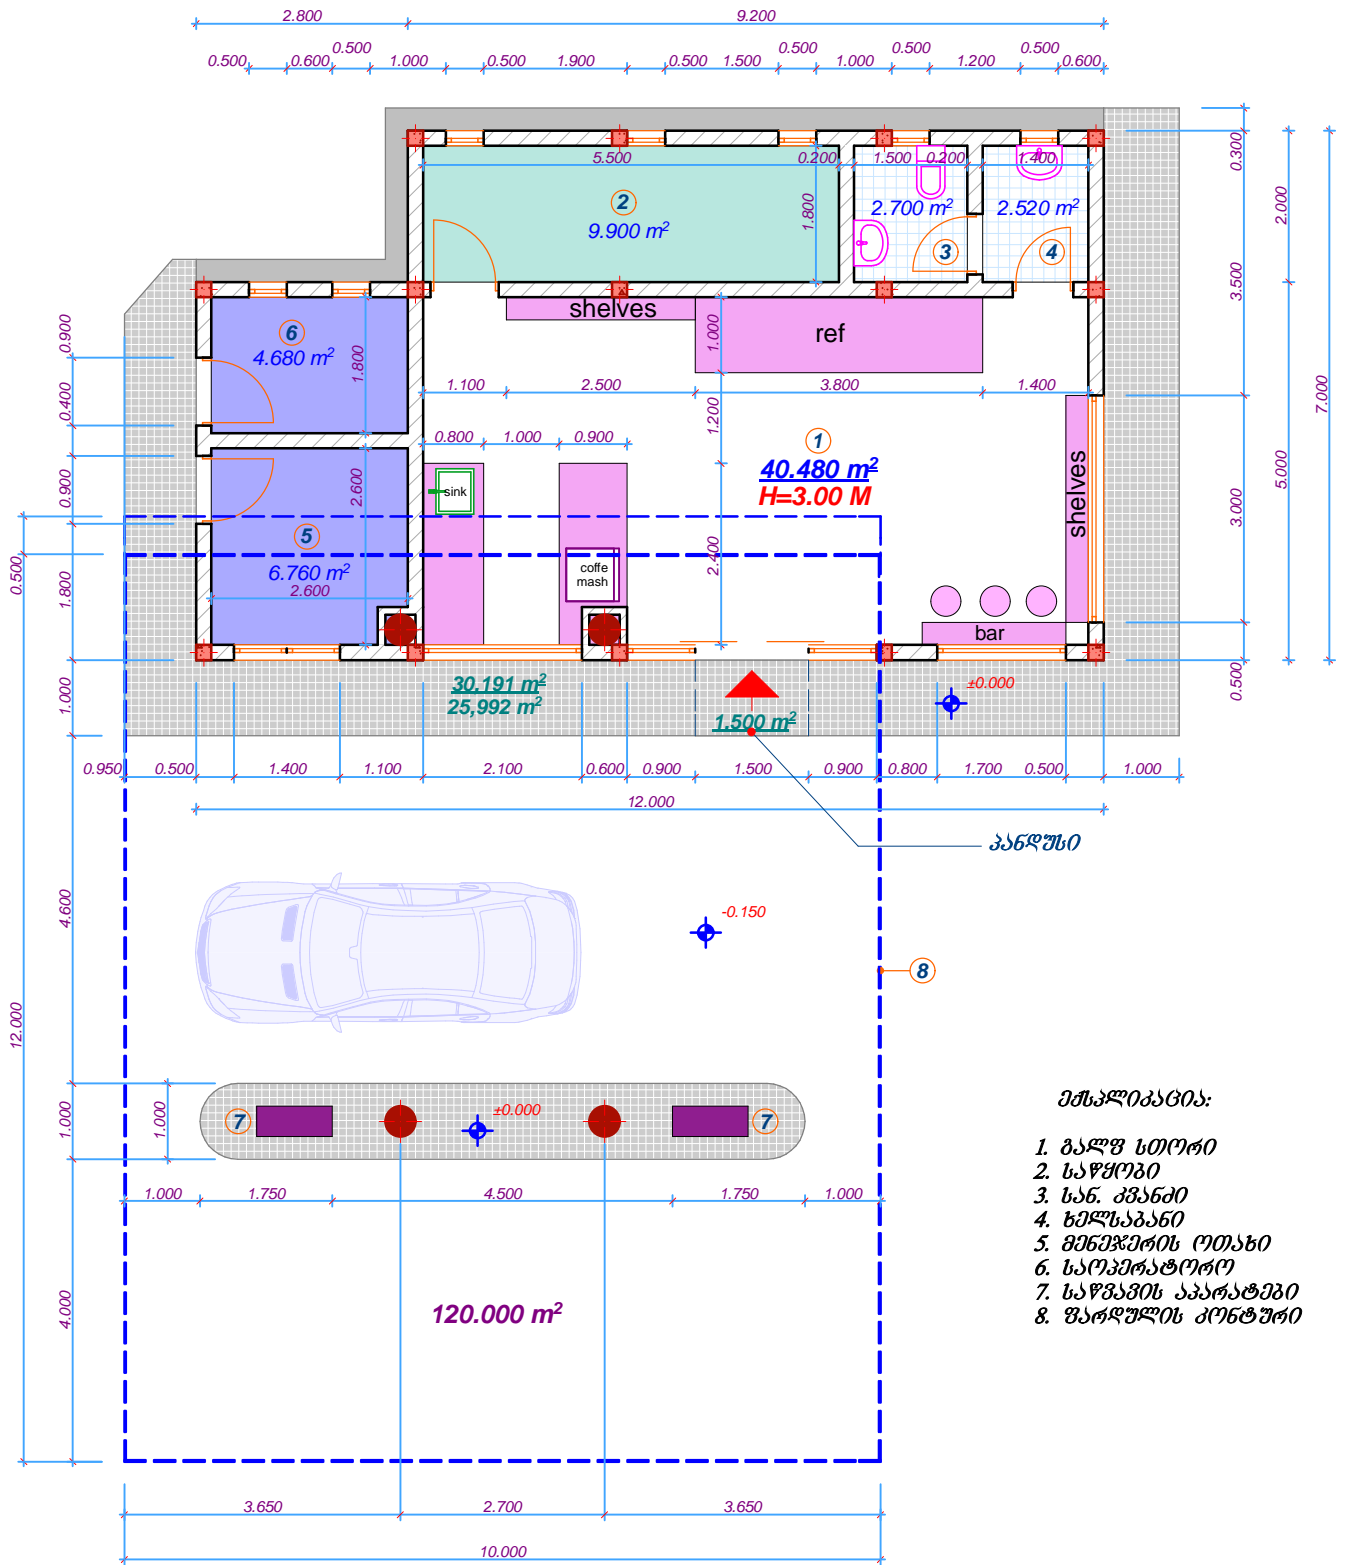 2.800 9.200
0.500 0.600 0.500 1.000 0.500 1.900 0.500 1.500 0.500 1.000 0.500 1.200 0.500 0.600
5.500 0.200 1.500 0.200 1.400
0.300
2.000
2
9.900 m²
1.800
2.700 m²
2.520 m²
3
4
3.500
7.000
shelves
ref
1.000
6
4.680 m²
1.800
0.900
0.400
1.100 2.500 3.800 1.400
1.200
0.800 1.000 0.900
1
40.480 m²
H=3.00 M
5.000
0.900
2.600
sink
shelves
3.000
5
6.760 m²
2.600
coffe
mash
2.400
0.500
1.800
bar
0.500
1.000
30.191 m²
25,992 m²
1.500 m²
±0.000
0.950 0.500 1.400 1.100 2.100 0.600 0.900 1.500 0.900 0.800 1.700 0.500 1.000
12.000
პანდუსი
4.600
-0.150
8
12.000
1.000
1.000
7
±0.000
7
1.000 1.750 4.500 1.750 1.000
4.000
120.000 m²
3.650 2.700 3.650
10.000
ექსპლიკაცია:
1. გალფ სთორი
2. საწყობი
3. სან. კვანძი
4. ხელსაბანი
5. მენეჯერის ოთახი
6. საოპერატორო
7. საწვავის აპარატები
8. ფარდულის კონტური